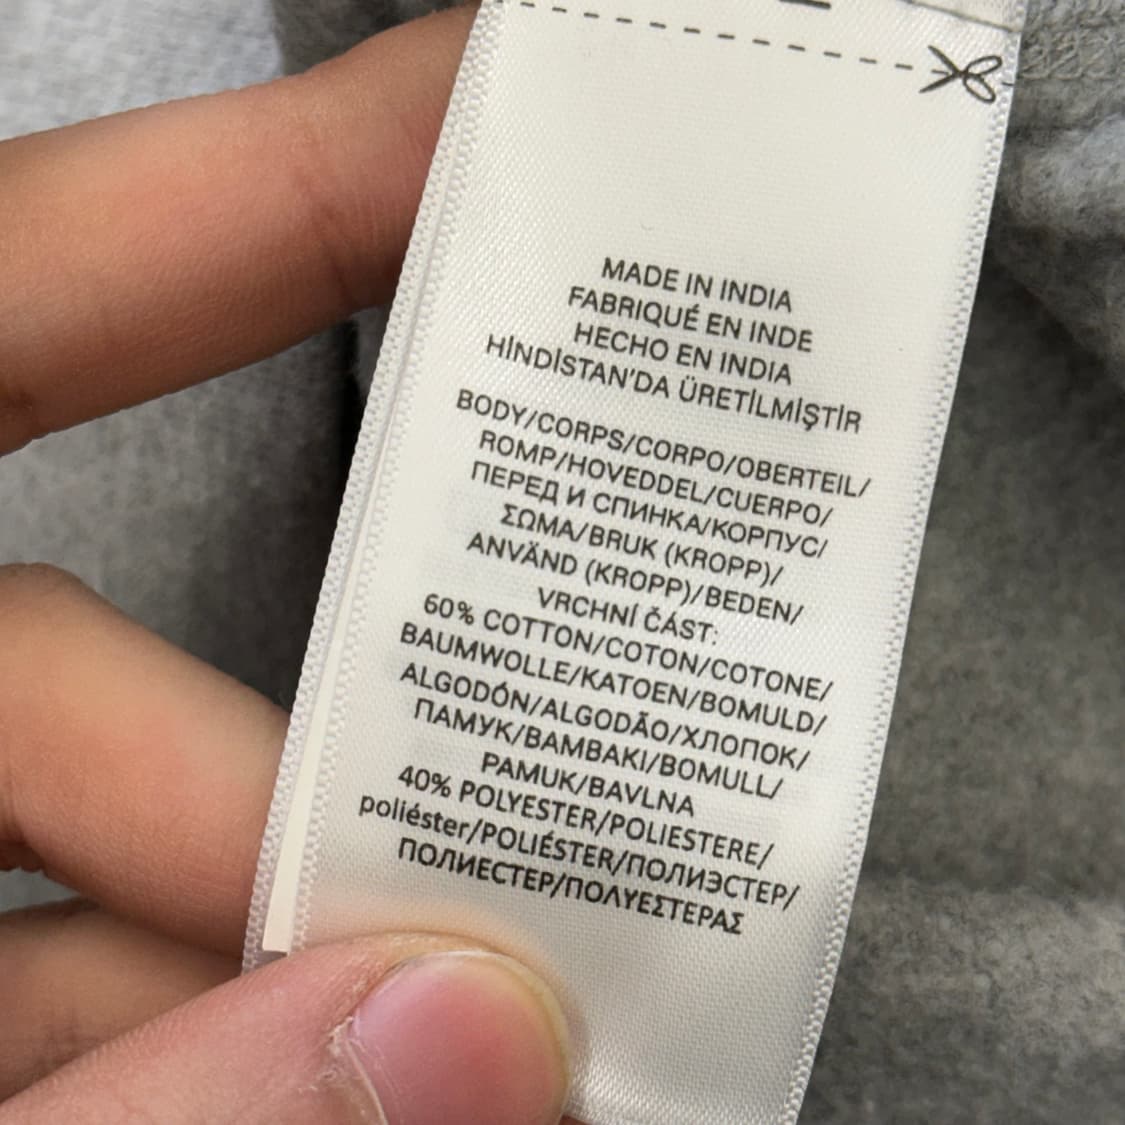 MADE IN INDIA
FABRIQUÉ EN INDE
HECHO EN INDIA
HİNDİSTAN'DA ÜRETİLMİŞTİR
BODY/CORPS/CORPO/OBERTEIL/
ROMP/HOVEDDEL/CUERPO/
ПЕРЕД И СПИНКА/КОРПУС/
ΣΩΜΑ/BRUK (KROPP)/
ANVÄND (KROPP)/BEDEN/
VRCHNÍ ČÁST:
60% COTTON/COTON/COTONE/
BAUMWOLLE/KATOEN/BOMULD/
ALGODÓN/ALGODÃO/ХЛОПОК/
ПАМУК/ΒΑΜΒΑΚΙ/BOMULL/
PAMUK/BAVLNA
40% POLYESTER/POLIESTERE/
poliéster/POLIÉSTER/ПОЛИЭСТЕР/
ПОЛИЕСТЕР/ΠΟΛΥΕΣΤΕΡΑΣ